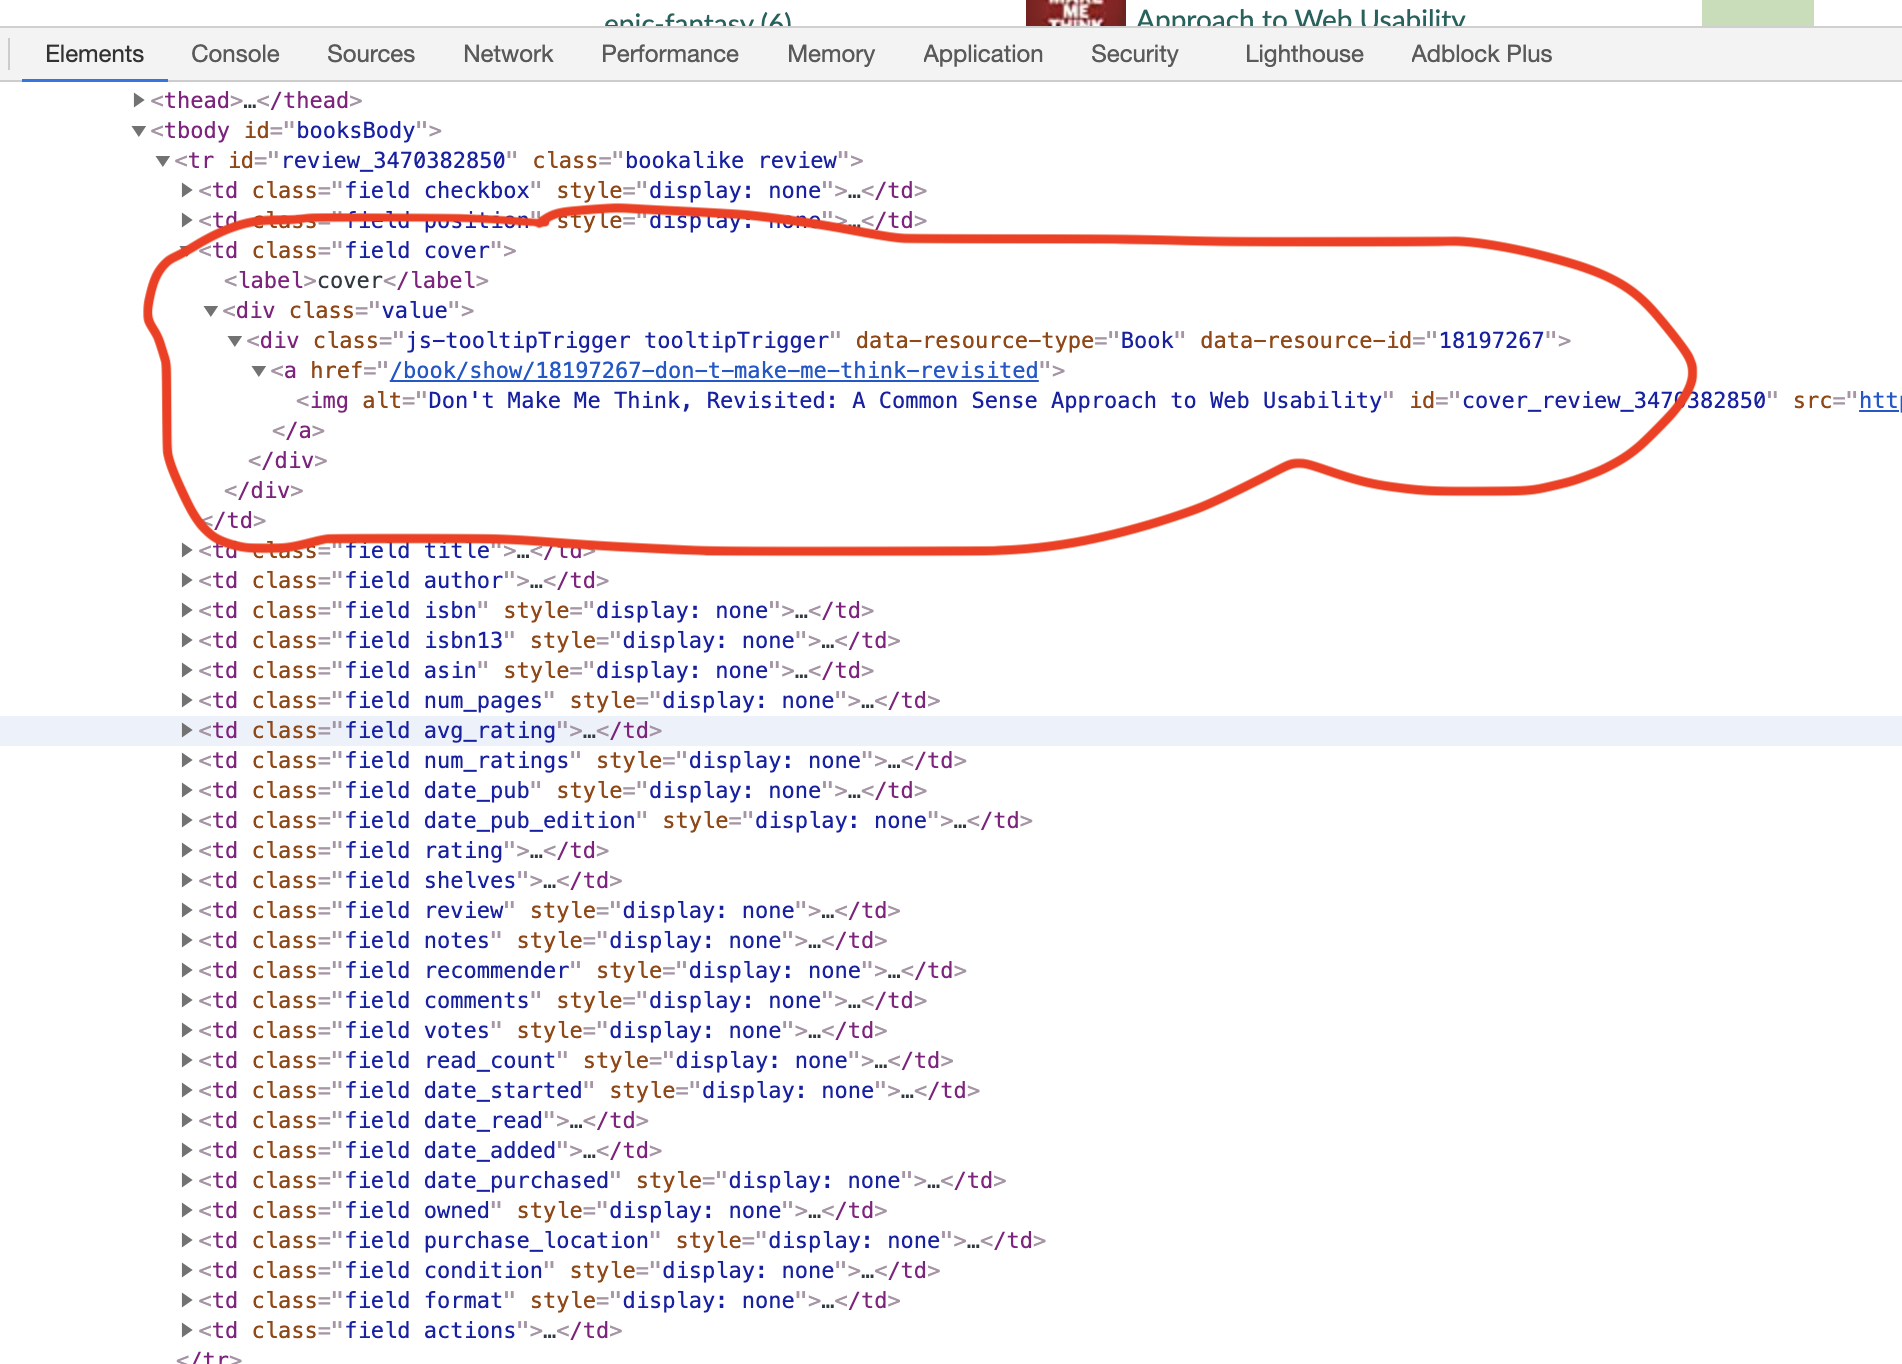 epic-fantasy (6)
MAKE
ME
THINK
Approach to Web Usability
Elements Console Sources Network Performance Memory Application Security Lighthouse Adblock Plus
<thead>…</thead>
<tbody id="booksBody">
<tr id="review_3470382850" class="bookalike review">
<td class="field checkbox" style="display: none">…</td>
<td class="field position" style="display: none">…</td>
<td class="field cover">
<label>cover</label>
<div class="value">
<div class="js-tooltipTrigger tooltipTrigger" data-resource-type="Book" data-resource-id="18197267">
<a href="/book/show/18197267-don-t-make-me-think-revisited">
<img alt="Don't Make Me Think, Revisited: A Common Sense Approach to Web Usability" id="cover_review_3470382850" src="http
</a>
</div>
</div>
</td>
<td class="field title">…</td>
<td class="field author">…</td>
<td class="field isbn" style="display: none">…</td>
<td class="field isbn13" style="display: none">…</td>
<td class="field asin" style="display: none">…</td>
<td class="field num_pages" style="display: none">…</td>
<td class="field avg_rating">…</td>
<td class="field num_ratings" style="display: none">…</td>
<td class="field date_pub" style="display: none">…</td>
<td class="field date_pub_edition" style="display: none">…</td>
<td class="field rating">…</td>
<td class="field shelves">…</td>
<td class="field review" style="display: none">…</td>
<td class="field notes" style="display: none">…</td>
<td class="field recommender" style="display: none">…</td>
<td class="field comments" style="display: none">…</td>
<td class="field votes" style="display: none">…</td>
<td class="field read_count" style="display: none">…</td>
<td class="field date_started" style="display: none">…</td>
<td class="field date_read">…</td>
<td class="field date_added">…</td>
<td class="field date_purchased" style="display: none">…</td>
<td class="field owned" style="display: none">…</td>
<td class="field purchase_location" style="display: none">…</td>
<td class="field condition" style="display: none">…</td>
<td class="field format" style="display: none">…</td>
<td class="field actions">…</td>
</tr>